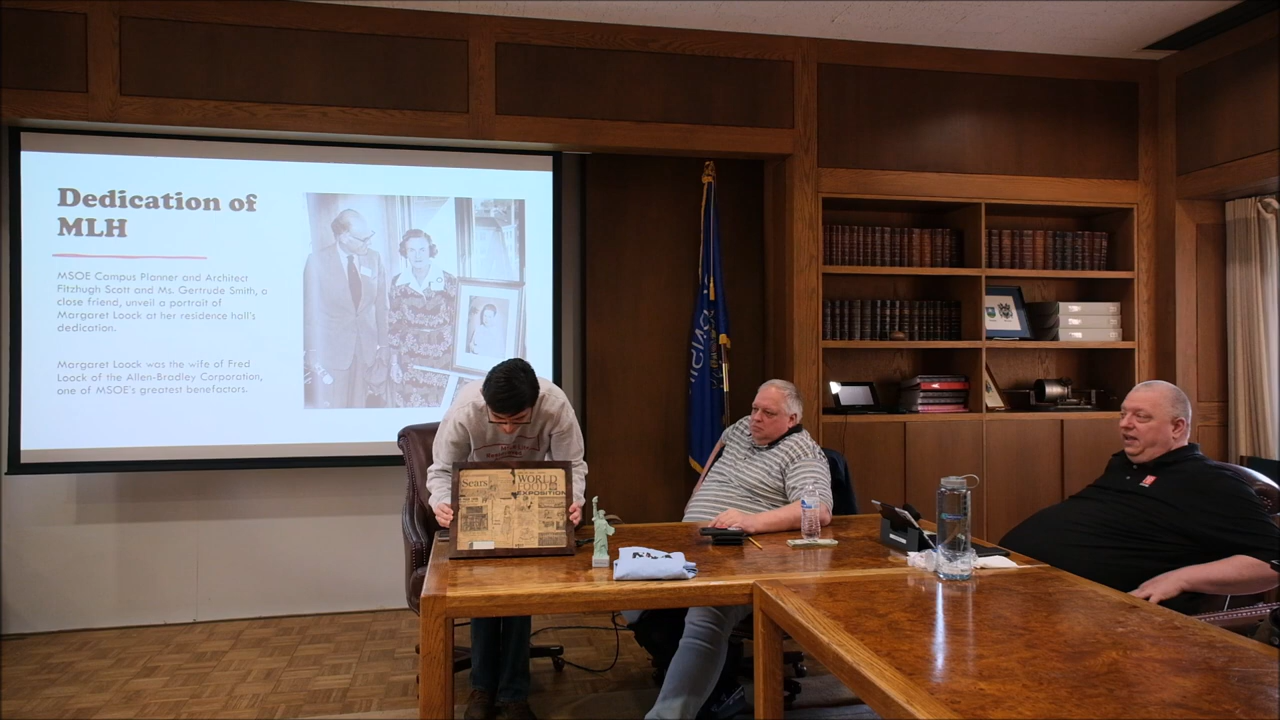 Dedication of
MLH
MSOE Campus Planner and Architect
Fitzhugh Scott and Ms. Gertrude Smith, a
close friend, unveil a portrait of
Margaret Loock at her residence hall's
dedication.
Margaret Loock was the wife of Fred
Loock of the Allen-Bradley Corporation,
one of MSOE's greatest benefactors.
Sears
WORLD
FOOD
EXPOSITION